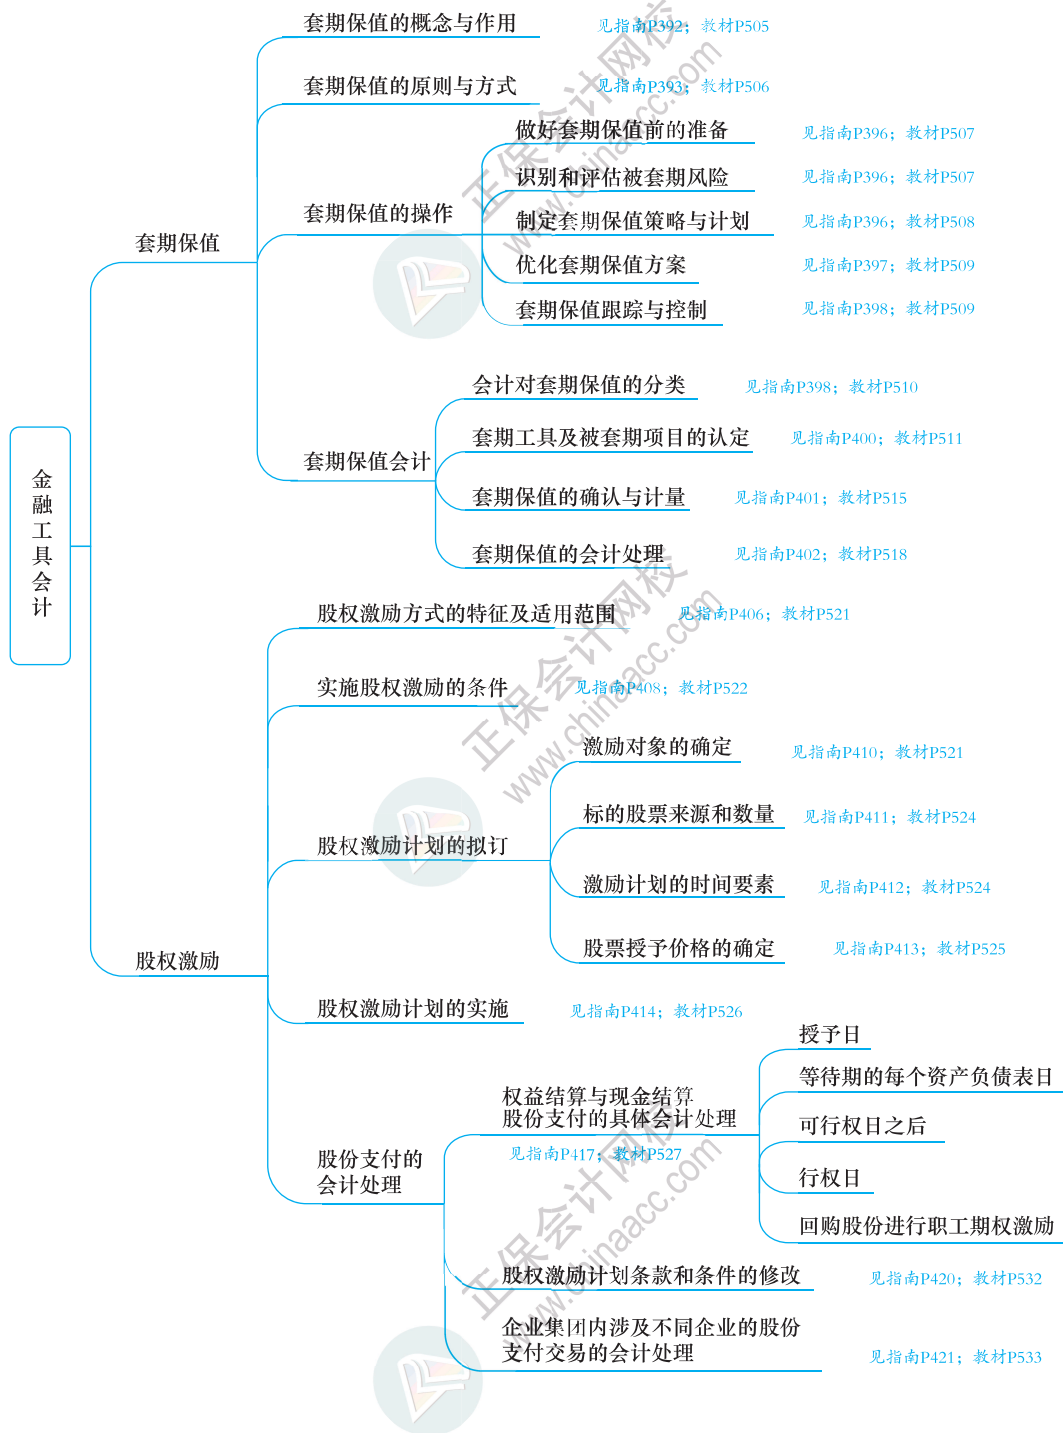 套期保值的概念与作用 见指南P392；教材P505
套期保值的原则与方式 见指南P393；教材P506
做好套期保值前的准备 见指南P396；教材P507
识别和评估被套期风险 见指南P396；教材P507
套期保值的操作
制定套期保值策略与计划 见指南P396；教材P508
套期保值
优化套期保值方案 见指南P397；教材P509
套期保值跟踪与控制 见指南P398；教材P509
会计对套期保值的分类 见指南P398；教材P510
套期工具及被套期项目的认定 见指南P400；教材P511
套期保值会计
套期保值的确认与计量 见指南P401；教材P515
套期保值的会计处理 见指南P402；教材P518
金融工具会计
股权激励方式的特征及适用范围 见指南P406；教材P521
实施股权激励的条件 见指南P408；教材P522
激励对象的确定 见指南P410；教材P521
标的股票来源和数量 见指南P411；教材P524
股权激励计划的拟订
激励计划的时间要素 见指南P412；教材P524
股票授予价格的确定 见指南P413；教材P525
股权激励
股权激励计划的实施 见指南P414；教材P526
授予日
等待期的每个资产负债表日
权益结算与现金结算
股份支付的具体会计处理
可行权日之后
见指南P417；教材P527
股份支付的
会计处理
行权日
回购股份进行职工期权激励
股权激励计划条款和条件的修改 见指南P420；教材P532
企业集团内涉及不同企业的股份
支付交易的会计处理 见指南P421；教材P533
正保会计网校
www.chinaacc.com
正保会计网校
www.chinaacc.com
正保会计网校
www.chinaacc.com